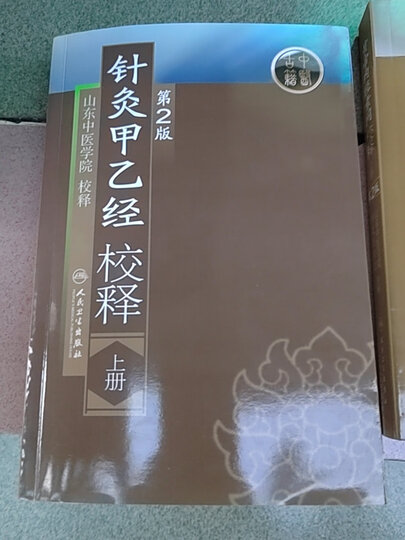 针灸甲乙经
校释
上册
第2版
山东中医学院 校释
人民卫生出版社
中醫
古籍